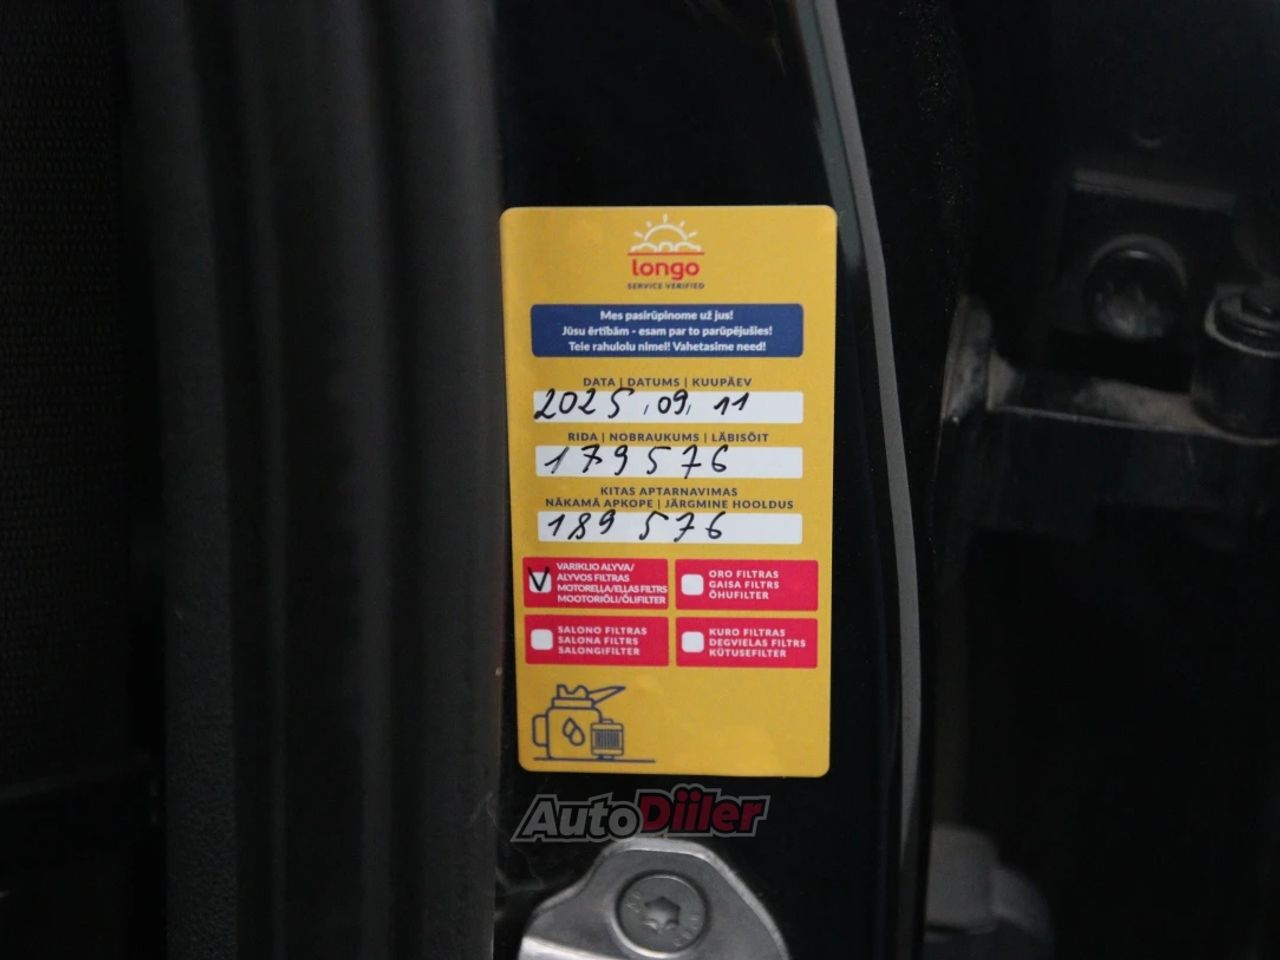 longo
SERVICE VERIFIED
Mes pasirūpinome už jus!
Jūsu ērtībām - esam par to parūpējušies!
Teie rahulolu nimel! Vahetasime need!
DATA | DATUMS | KUUPÄEV
2025.09.11
RIDA | NOBRAUKUMS | LÄBISÕIT
179576
KITAS APTARNAVIMAS
NĀKAMĀ APKOPE | JÄRGMINE HOOLDUS
189576
V
VARIKLIO ALYVA/
ALYVOS FILTRAS
MOTOREĻĻA/EĻĻAS FILTRS
MOOTORIÕLI/ÕLIFILTER
ORO FILTRAS
GAISA FILTRS
ÕHUFILTER
SALONO FILTRAS
SALONA FILTRS
SALONGIFILTER
KURO FILTRAS
DEGVIELAS FILTRS
KÜTUSEFILTER
AutoDiiler